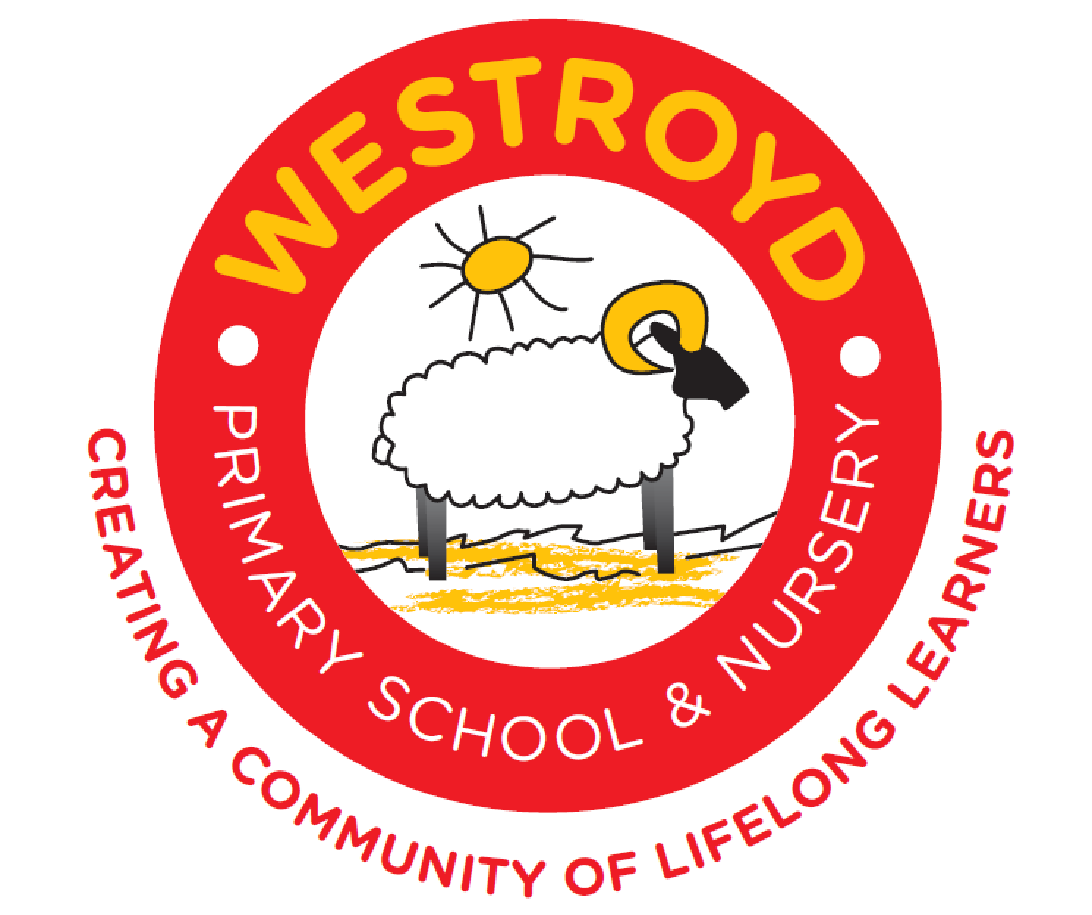 WESTROYD
PRIMARY SCHOOL & NURSERY
CREATING A COMMUNITY OF LIFELONG LEARNERS